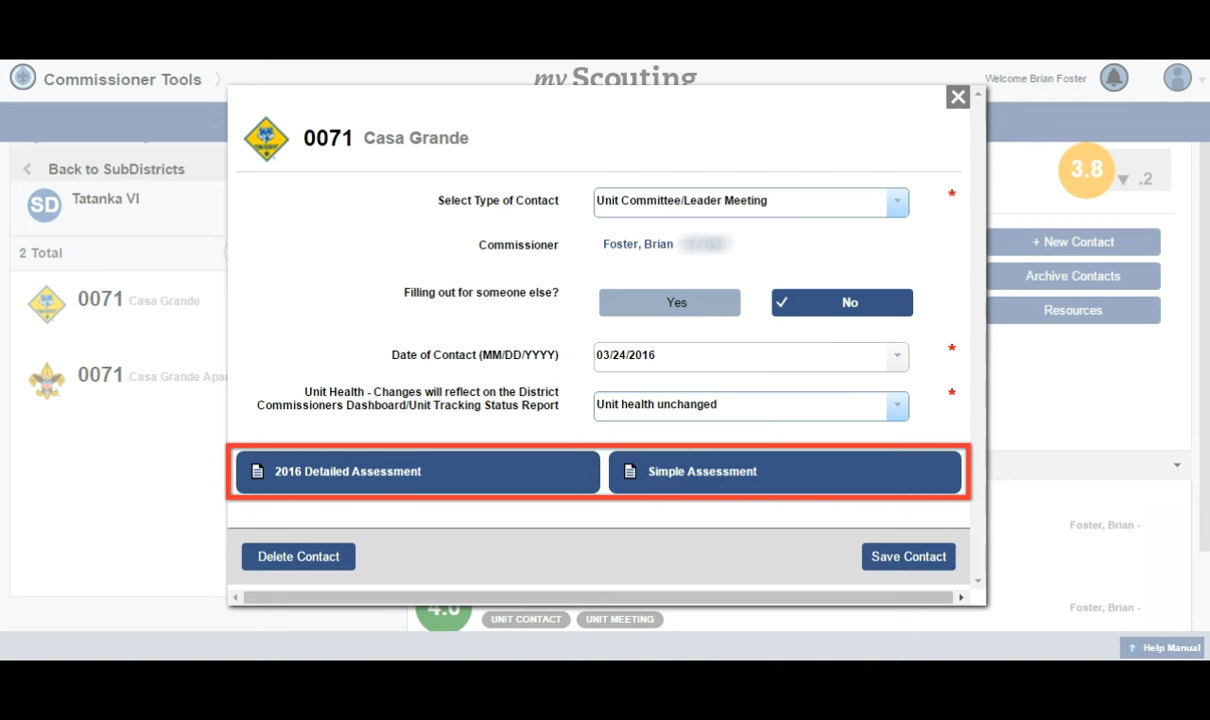 Commissioner Tools
my Scouting
Welcome Brian Foster
0071 Casa Grande
Back to SubDistricts
SD Tatanka VI
2 Total
0071 Casa Grande
0071 Casa Grande Apa
Select Type of Contact Unit Committee/Leader Meeting *
Commissioner Foster, Brian
Filling out for someone else? Yes No
Date of Contact (MM/DD/YYYY) 03/24/2016 *
Unit Health - Changes will reflect on the District
Commissioners Dashboard/Unit Tracking Status Report
Unit health unchanged *
2016 Detailed Assessment Simple Assessment
Delete Contact Save Contact
3.8 .2
+ New Contact
Archive Contacts
Resources
Foster, Brian -
Foster, Brian -
4.0 UNIT CONTACT UNIT MEETING
? Help Manual